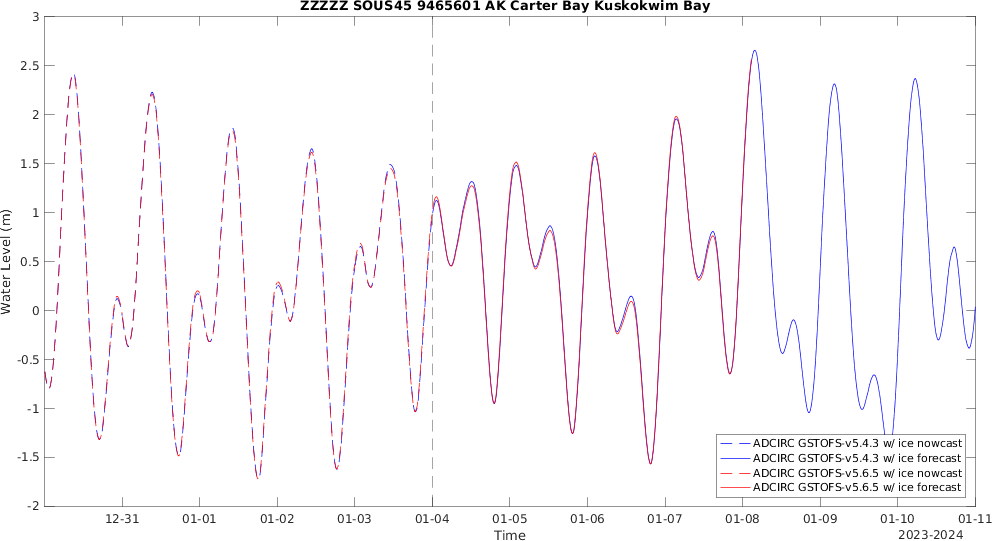 ZZZZZ SOUS45 9465601 AK Carter Bay Kuskokwim Bay
3
2.5
2
1.5
1
0.5
0
-0.5
-1
-1.5
-2
Water Level (m)
ADCIRC GSTOFS-v5.4.3 w/ ice nowcast
ADCIRC GSTOFS-v5.4.3 w/ ice forecast
ADCIRC GSTOFS-v5.6.5 w/ ice nowcast
ADCIRC GSTOFS-v5.6.5 w/ ice forecast
12-31 01-01 01-02 01-03 01-04 01-05 01-06 01-07 01-08 01-09 01-10 01-11
Time
2023-2024